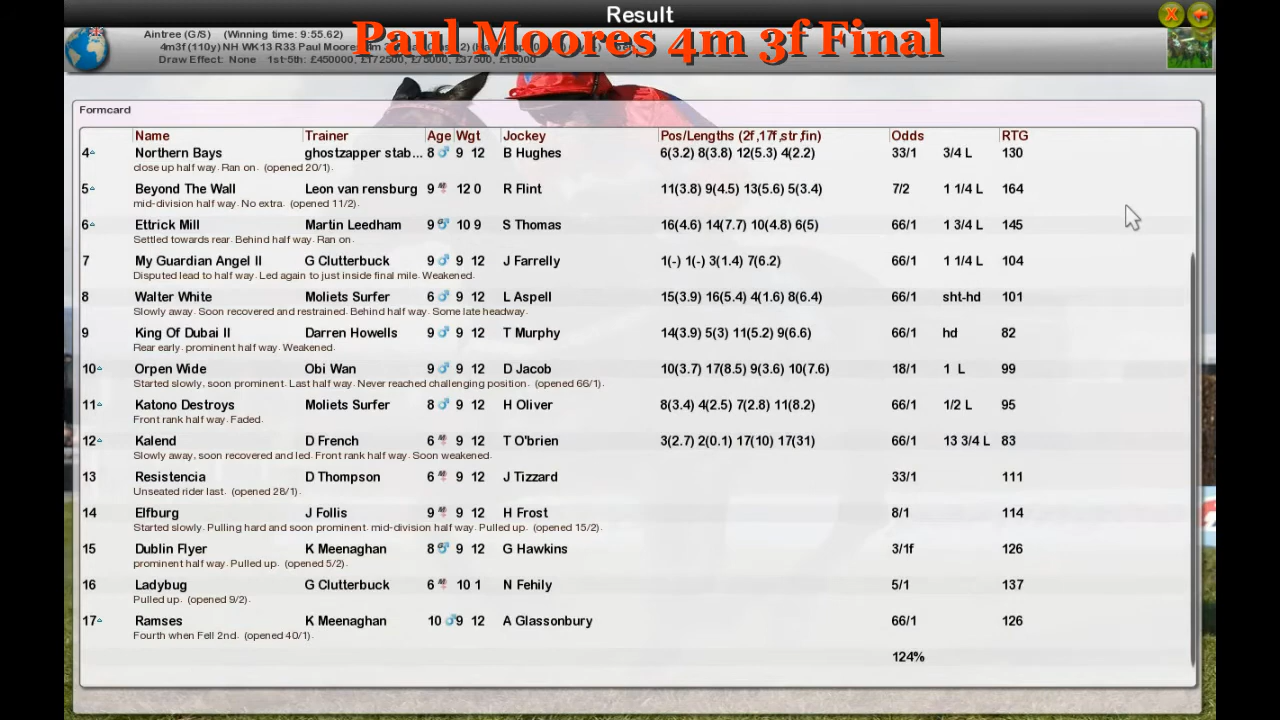 Result
Paul Moores 4m 3f Final
Aintree (G/S) (Winning time: 9:55.62)
4m3f (110y) NH WK13 R33 Paul Moores
Draw Effect: None 1st-5th: £450000, £172500, £75000, £37500, £15000
Formcard
Name Trainer Age Wgt Jockey Pos/Lengths (2f,17f,str,fin) Odds RTG
4 Northern Bays ghostzapper stab... 8 9 12 B Hughes 6(3.2) 8(3.8) 12(5.3) 4(2.2) 33/1 3/4 L 130
close up half way. Ran on. (opened 20/1).
5 Beyond The Wall Leon van rensburg 9 12 0 R Flint 11(3.8) 9(4.5) 13(5.6) 5(3.4) 7/2 1 1/4 L 164
mid-division half way. No extra. (opened 11/2).
6 Ettrick Mill Martin Leedham 9 10 9 S Thomas 16(4.6) 14(7.7) 10(4.8) 6(5) 66/1 1 3/4 L 145
Settled towards rear. Behind half way. Ran on.
7 My Guardian Angel II G Clutterbuck 9 9 12 J Farrelly 1(-) 1(-) 3(1.4) 7(6.2) 66/1 1 1/4 L 104
Disputed lead to half way. Led again to just inside final mile. Weakened.
8 Walter White Moliets Surfer 6 9 12 L Aspell 15(3.9) 16(5.4) 4(1.6) 8(6.4) 66/1 sht-hd 101
Slowly away. Soon recovered and restrained. Behind half way. Some late headway.
9 King Of Dubai II Darren Howells 9 9 12 T Murphy 14(3.9) 5(3) 11(5.2) 9(6.6) 66/1 hd 82
Rear early. prominent half way. Weakened.
10 Orpen Wide Obi Wan 9 9 12 D Jacob 10(3.7) 17(8.5) 9(3.6) 10(7.6) 18/1 1 L 99
Started slowly, soon prominent. Last half way. Never reached challenging position. (opened 66/1).
11 Katono Destroys Moliets Surfer 8 9 12 H Oliver 8(3.4) 4(2.5) 7(2.8) 11(8.2) 66/1 1/2 L 95
Front rank half way. Faded.
12 Kalend D French 6 9 12 T O'brien 3(2.7) 2(0.1) 17(10) 17(31) 66/1 13 3/4 L 83
Slowly away, soon recovered and led. Front rank half way. Soon weakened.
13 Resistencia D Thompson 6 9 12 J Tizzard 33/1 111
Unseated rider last. (opened 28/1).
14 Elfburg J Follis 9 9 12 H Frost 8/1 114
Started slowly. Pulling hard and soon prominent. mid-division half way. Pulled up. (opened 15/2).
15 Dublin Flyer K Meenaghan 8 9 12 G Hawkins 3/1f 126
prominent half way. Pulled up. (opened 5/2).
16 Ladybug G Clutterbuck 6 10 1 N Fehily 5/1 137
Pulled up. (opened 9/2).
17 Ramses K Meenaghan 10 9 12 A Glassonbury 66/1 126
Fourth when Fell 2nd. (opened 40/1).
124%